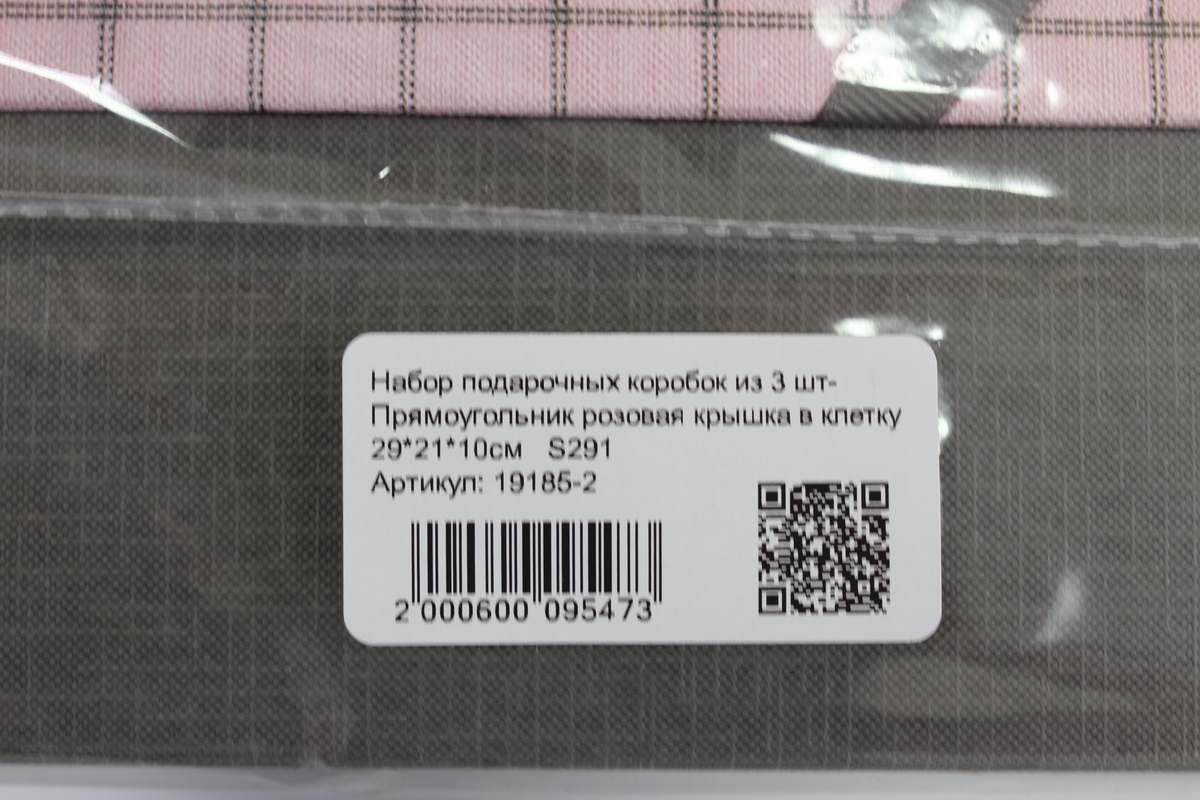 Набор подарочных коробок из 3 шт-
Прямоугольник розовая крышка в клетку
29*21*10см S291
Артикул: 19185-2
2 000600 095473